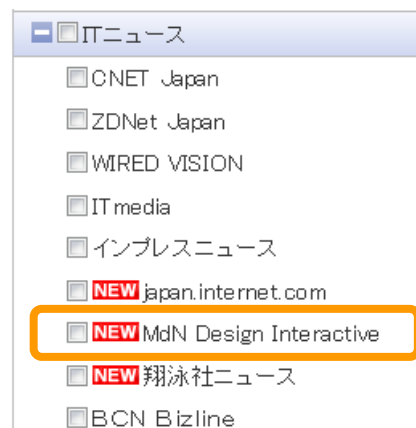 ITニュース
CNET Japan
ZDNet Japan
WIRED VISION
ITmedia
インプレスニュース
NEW japan.internet.com
NEW MdN Design Interactive
NEW 翔泳社ニュース
BCN Bizline